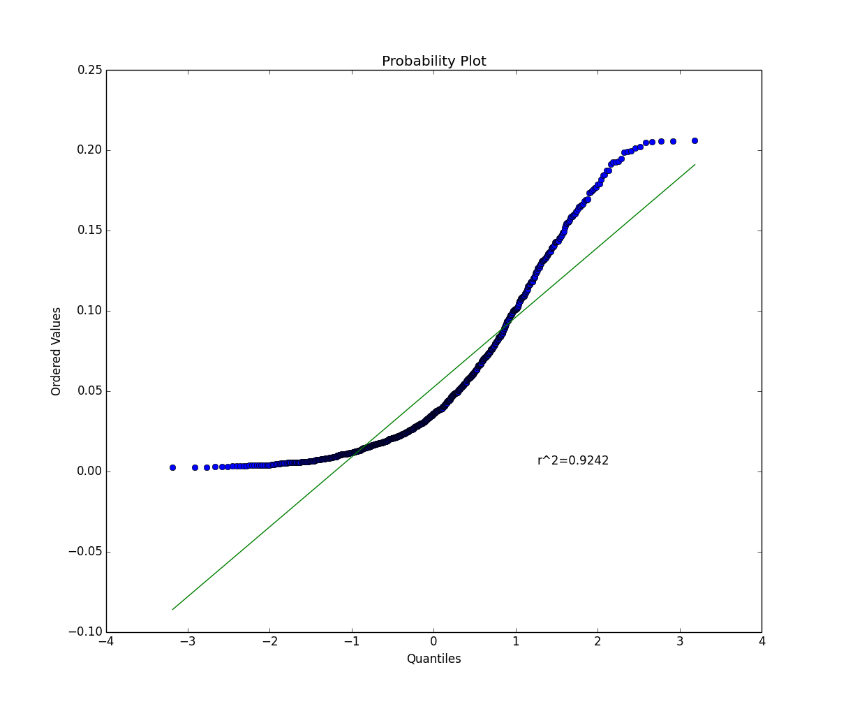 Probability Plot
0.25
0.20
0.15
0.10
0.05
0.00
−0.05
−0.10
Ordered Values
r^2=0.9242
−4 −3 −2 −1 0 1 2 3 4
Quantiles